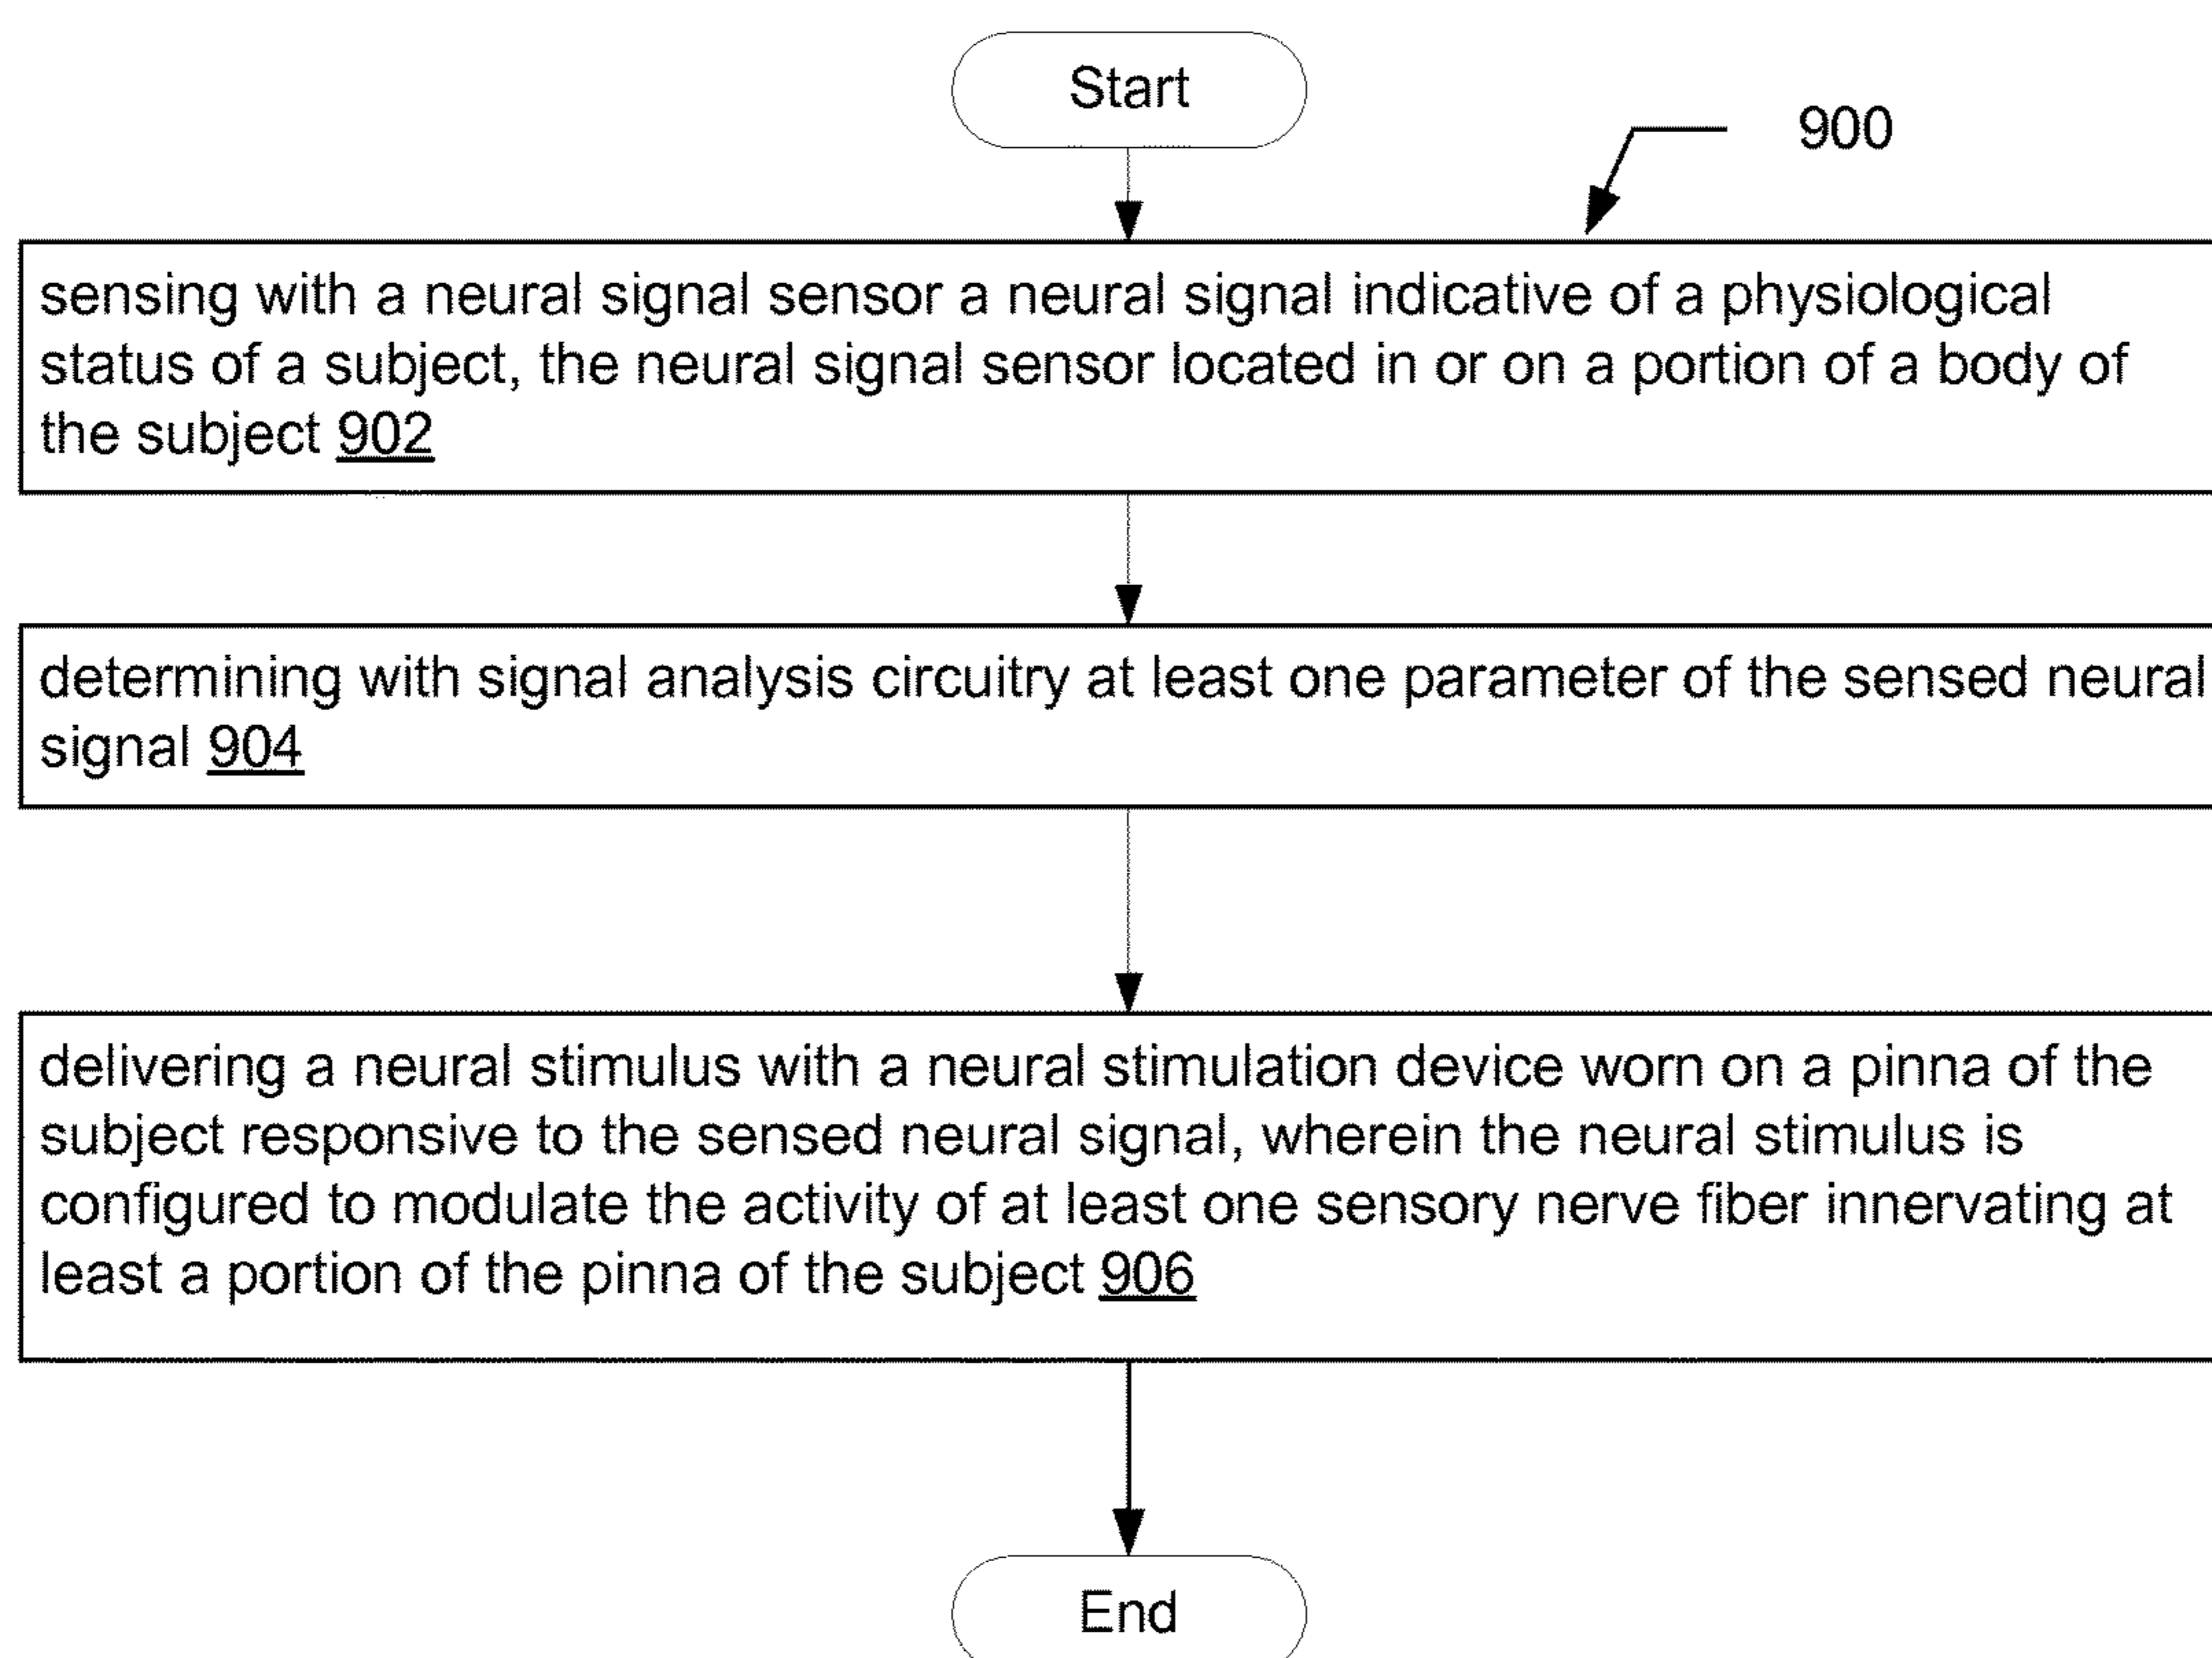 Start
900
sensing with a neural signal sensor a neural signal indicative of a physiological
status of a subject, the neural signal sensor located in or on a portion of a body of
the subject 902
determining with signal analysis circuitry at least one parameter of the sensed neural
signal 904
delivering a neural stimulus with a neural stimulation device worn on a pinna of the
subject responsive to the sensed neural signal, wherein the neural stimulus is
configured to modulate the activity of at least one sensory nerve fiber innervating at
least a portion of the pinna of the subject 906
End